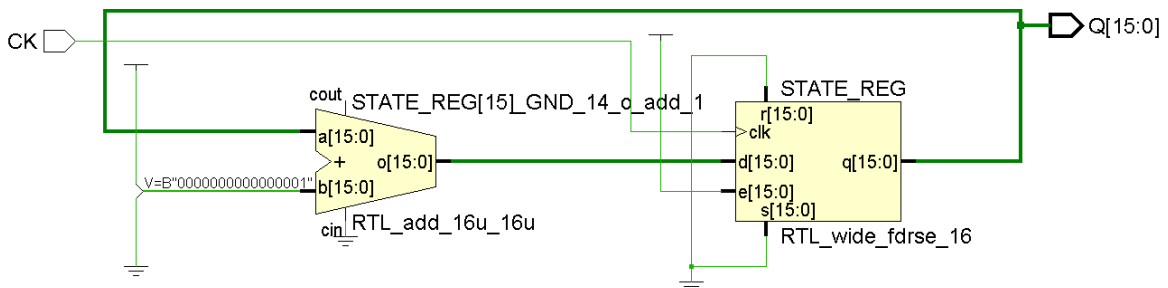 CK
Q[15:0]
cout
STATE_REG[15]_GND_14_o_add_1
a[15:0]
+
o[15:0]
V=B"0000000000000001"
b[15:0]
cin
RTL_add_16u_16u
STATE_REG
r[15:0]
clk
d[15:0]
q[15:0]
e[15:0]
s[15:0]
RTL_wide_fdrse_16